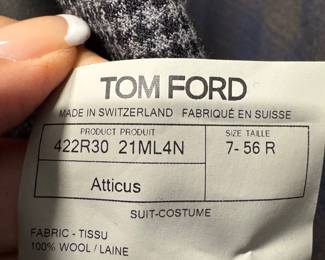 TOM FORD
MADE IN SWITZERLAND FABRIQUÉ EN SUISSE
PRODUCT PRODUIT SIZE TAILLE
422R30 21ML4N 7- 56 R
Atticus
SUIT-COSTUME
FABRIC - TISSU
100% WOOL / LAINE